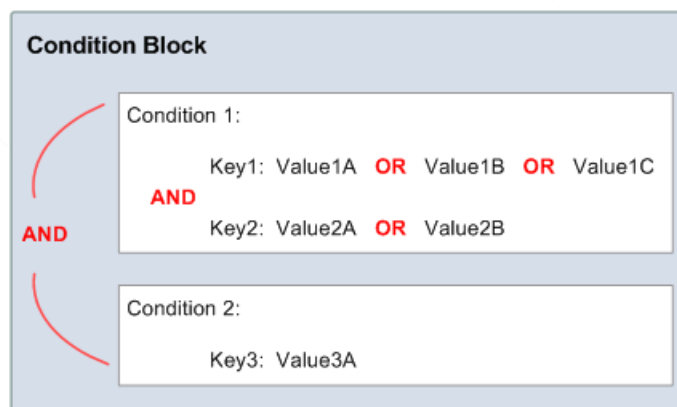 Condition Block
Condition 1:
Key1: Value1A OR Value1B OR Value1C
AND
Key2: Value2A OR Value2B
AND
Condition 2:
Key3: Value3A